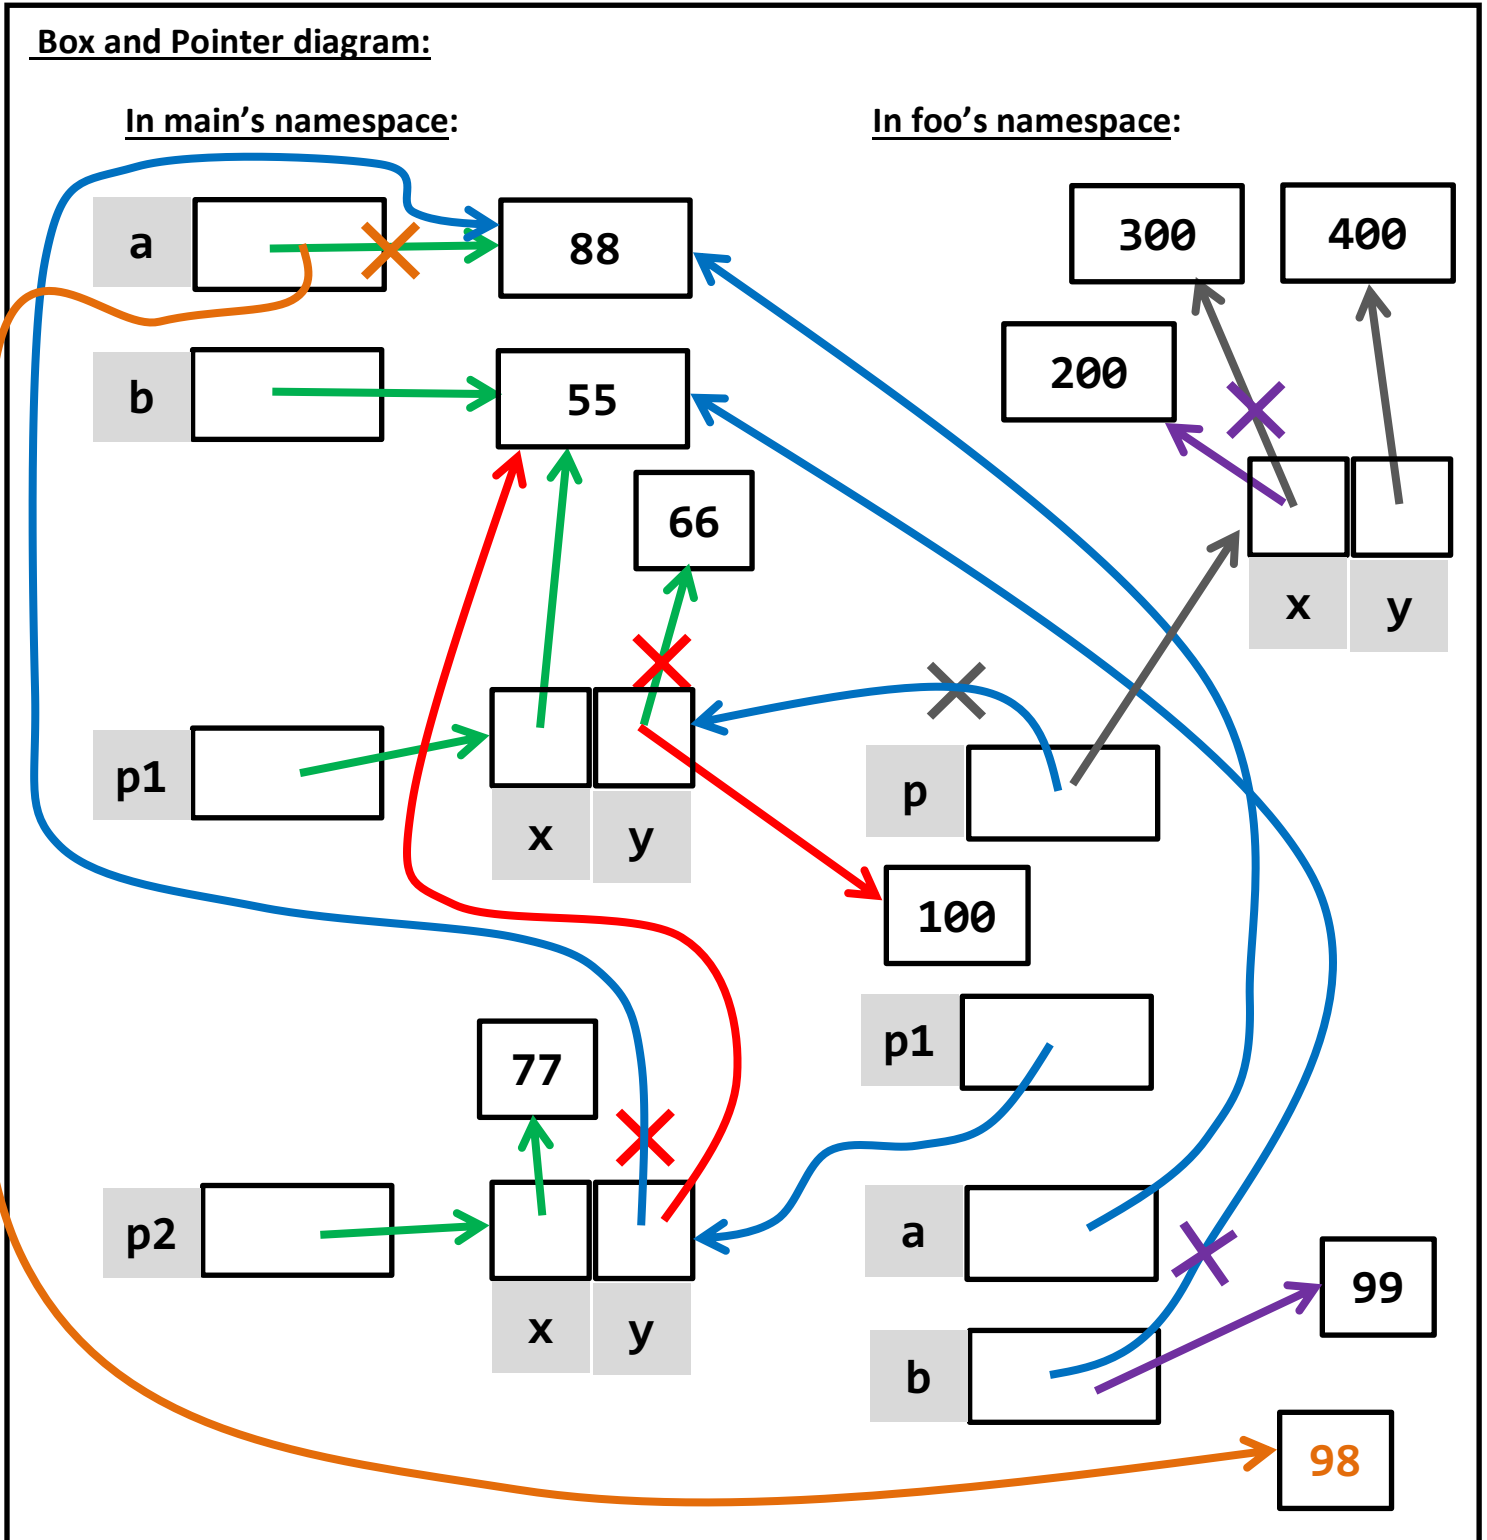 Box and Pointer diagram:
In main’s namespace:
In foo’s namespace:
a
88
300
400
b
55
200
66
x
y
p1
p
x
y
100
p1
77
p2
a
99
x
y
b
98